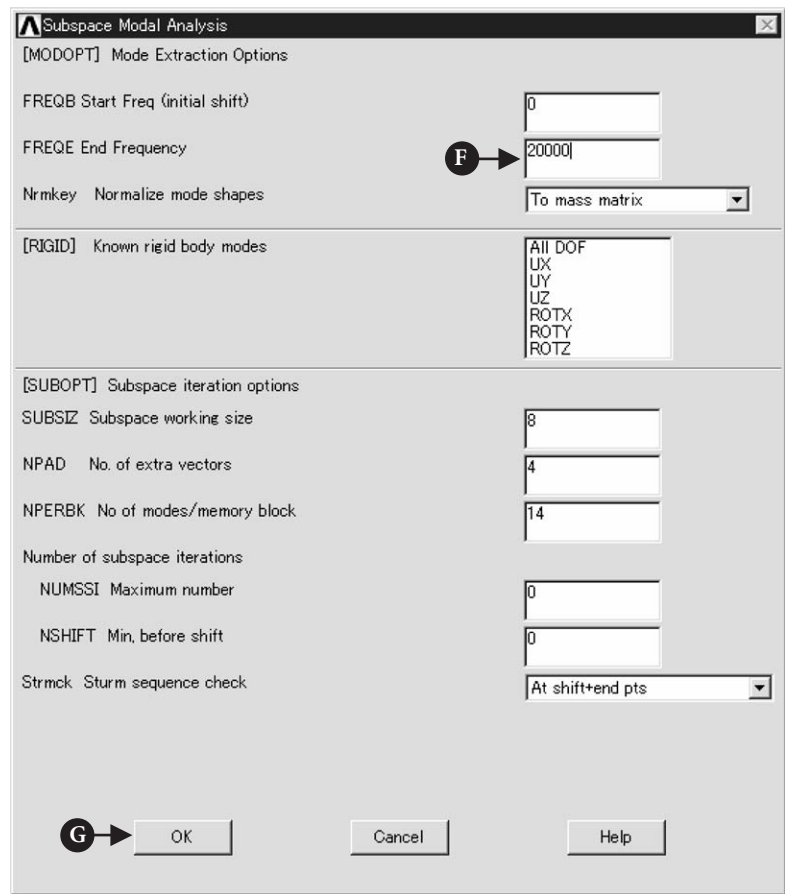 Subspace Modal Analysis
[MODOPT] Mode Extraction Options
FREQB Start Freq (initial shift)
0
FREQE End Frequency
F
20000
Nrmkey Normalize mode shapes
To mass matrix
[RIGID] Known rigid body modes
All DOF
UX
UY
UZ
ROTX
ROTY
ROTZ
[SUBOPT] Subspace iteration options
SUBSIZ Subspace working size
8
NPAD No. of extra vectors
4
NPERBK No of modes/memory block
14
Number of subspace iterations
NUMSSI Maximum number
0
NSHIFT Min. before shift
0
Strmck Sturm sequence check
At shift+end pts
G
OK
Cancel
Help